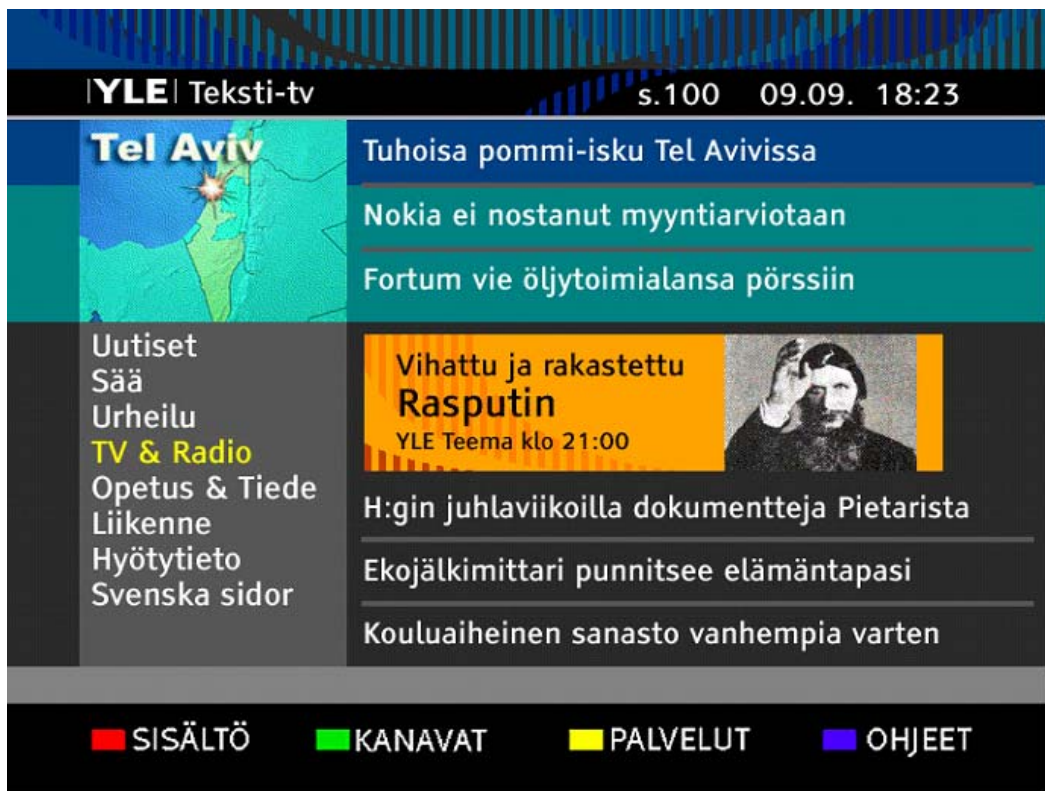 YLE Teksti-tv s.100 09.09. 18:23
Tel Aviv
Tuhoisa pommi-isku Tel Avivissa
Nokia ei nostanut myyntiarviotaan
Fortum vie öljytoimialansa pörssiin
Uutiset
Sää
Urheilu
TV & Radio
Opetus & Tiede
Liikenne
Hyötytieto
Svenska sidor
Vihattu ja rakastettu
Rasputin
YLE Teema klo 21:00
H:gin juhlaviikoilla dokumentteja Pietarista
Ekojälkimittari punnitsee elämäntapasi
Kouluaiheinen sanasto vanhempia varten
SISÄLTÖ KANAVAT PALVELUT OHJEET